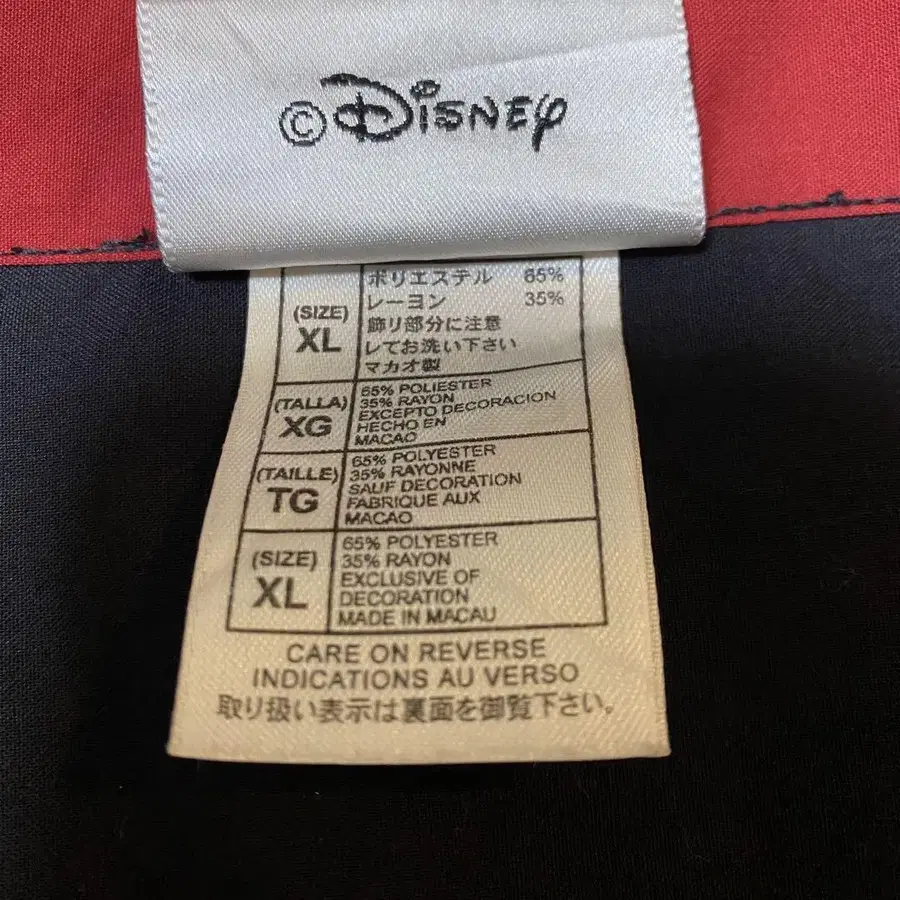 ©Disney
(SIZE)
XL
ポリエステル 65%
レーヨン 35%
飾リ部分に注意
レてお洗い下さい
マカオ製
(TALLA)
XG
65% POLIESTER
35% RAYON
EXCEPTO DECORACION
HECHO EN
MACAO
(TAILLE)
TG
65% POLYESTER
35% RAYONNE
SAUF DECORATION
FABRIQUE AUX
MACAO
(SIZE)
XL
65% POLYESTER
35% RAYON
EXCLUSIVE OF
DECORATION
MADE IN MACAU
CARE ON REVERSE
INDICATIONS AU VERSO
取り扱い表示は裏面を御覧下さい。